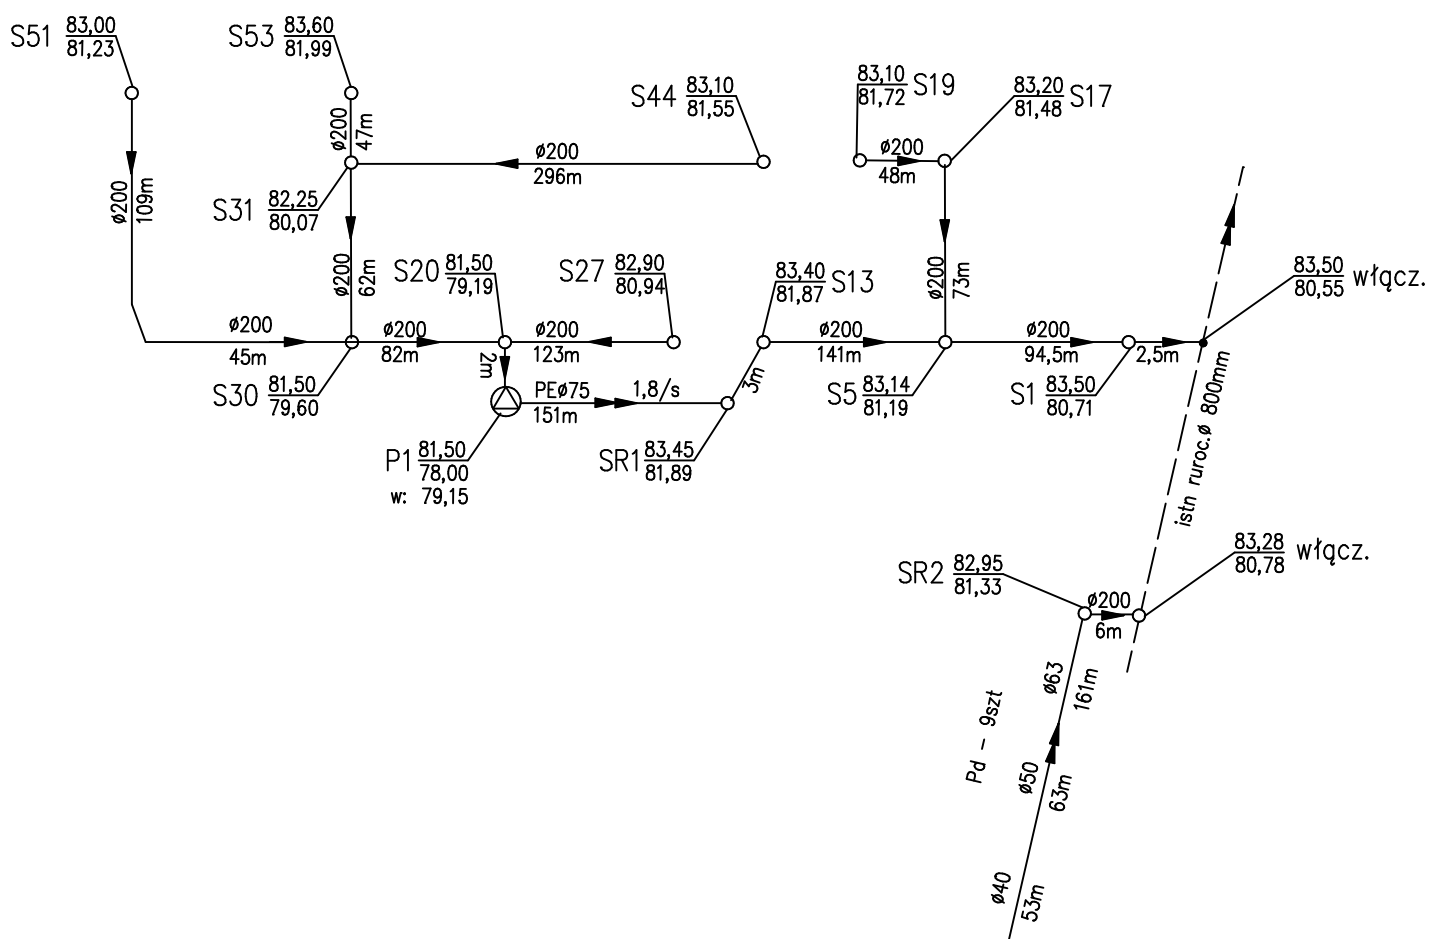 S51 83,00
81,23
S53 83,60
81,99
S44 83,10
81,55
83,10 S19
81,72
83,20 S17
81,48
ø200
47m
ø200
109m
ø200
296m
ø200
48m
S31 82,25
80,07
ø200
62m
S20 81,50
79,19
S27 82,90
80,94
83,40 S13
81,87
ø200
73m
83,50 włącz.
80,55
ø200
45m
ø200
82m
2m
ø200
123m
3m
ø200
141m
ø200
94,5m
2,5m
S30 81,50
79,60
PEø75
151m
1,8/s
S5 83,14
81,19
S1 83,50
80,71
istn ruroc.ø 800mm
P1 81,50
78,00
w: 79,15
SR1 83,45
81,89
83,28 włącz.
80,78
SR2 82,95
81,33
ø200
6m
ø63
161m
Pd - 9szt
ø50
63m
ø40
53m